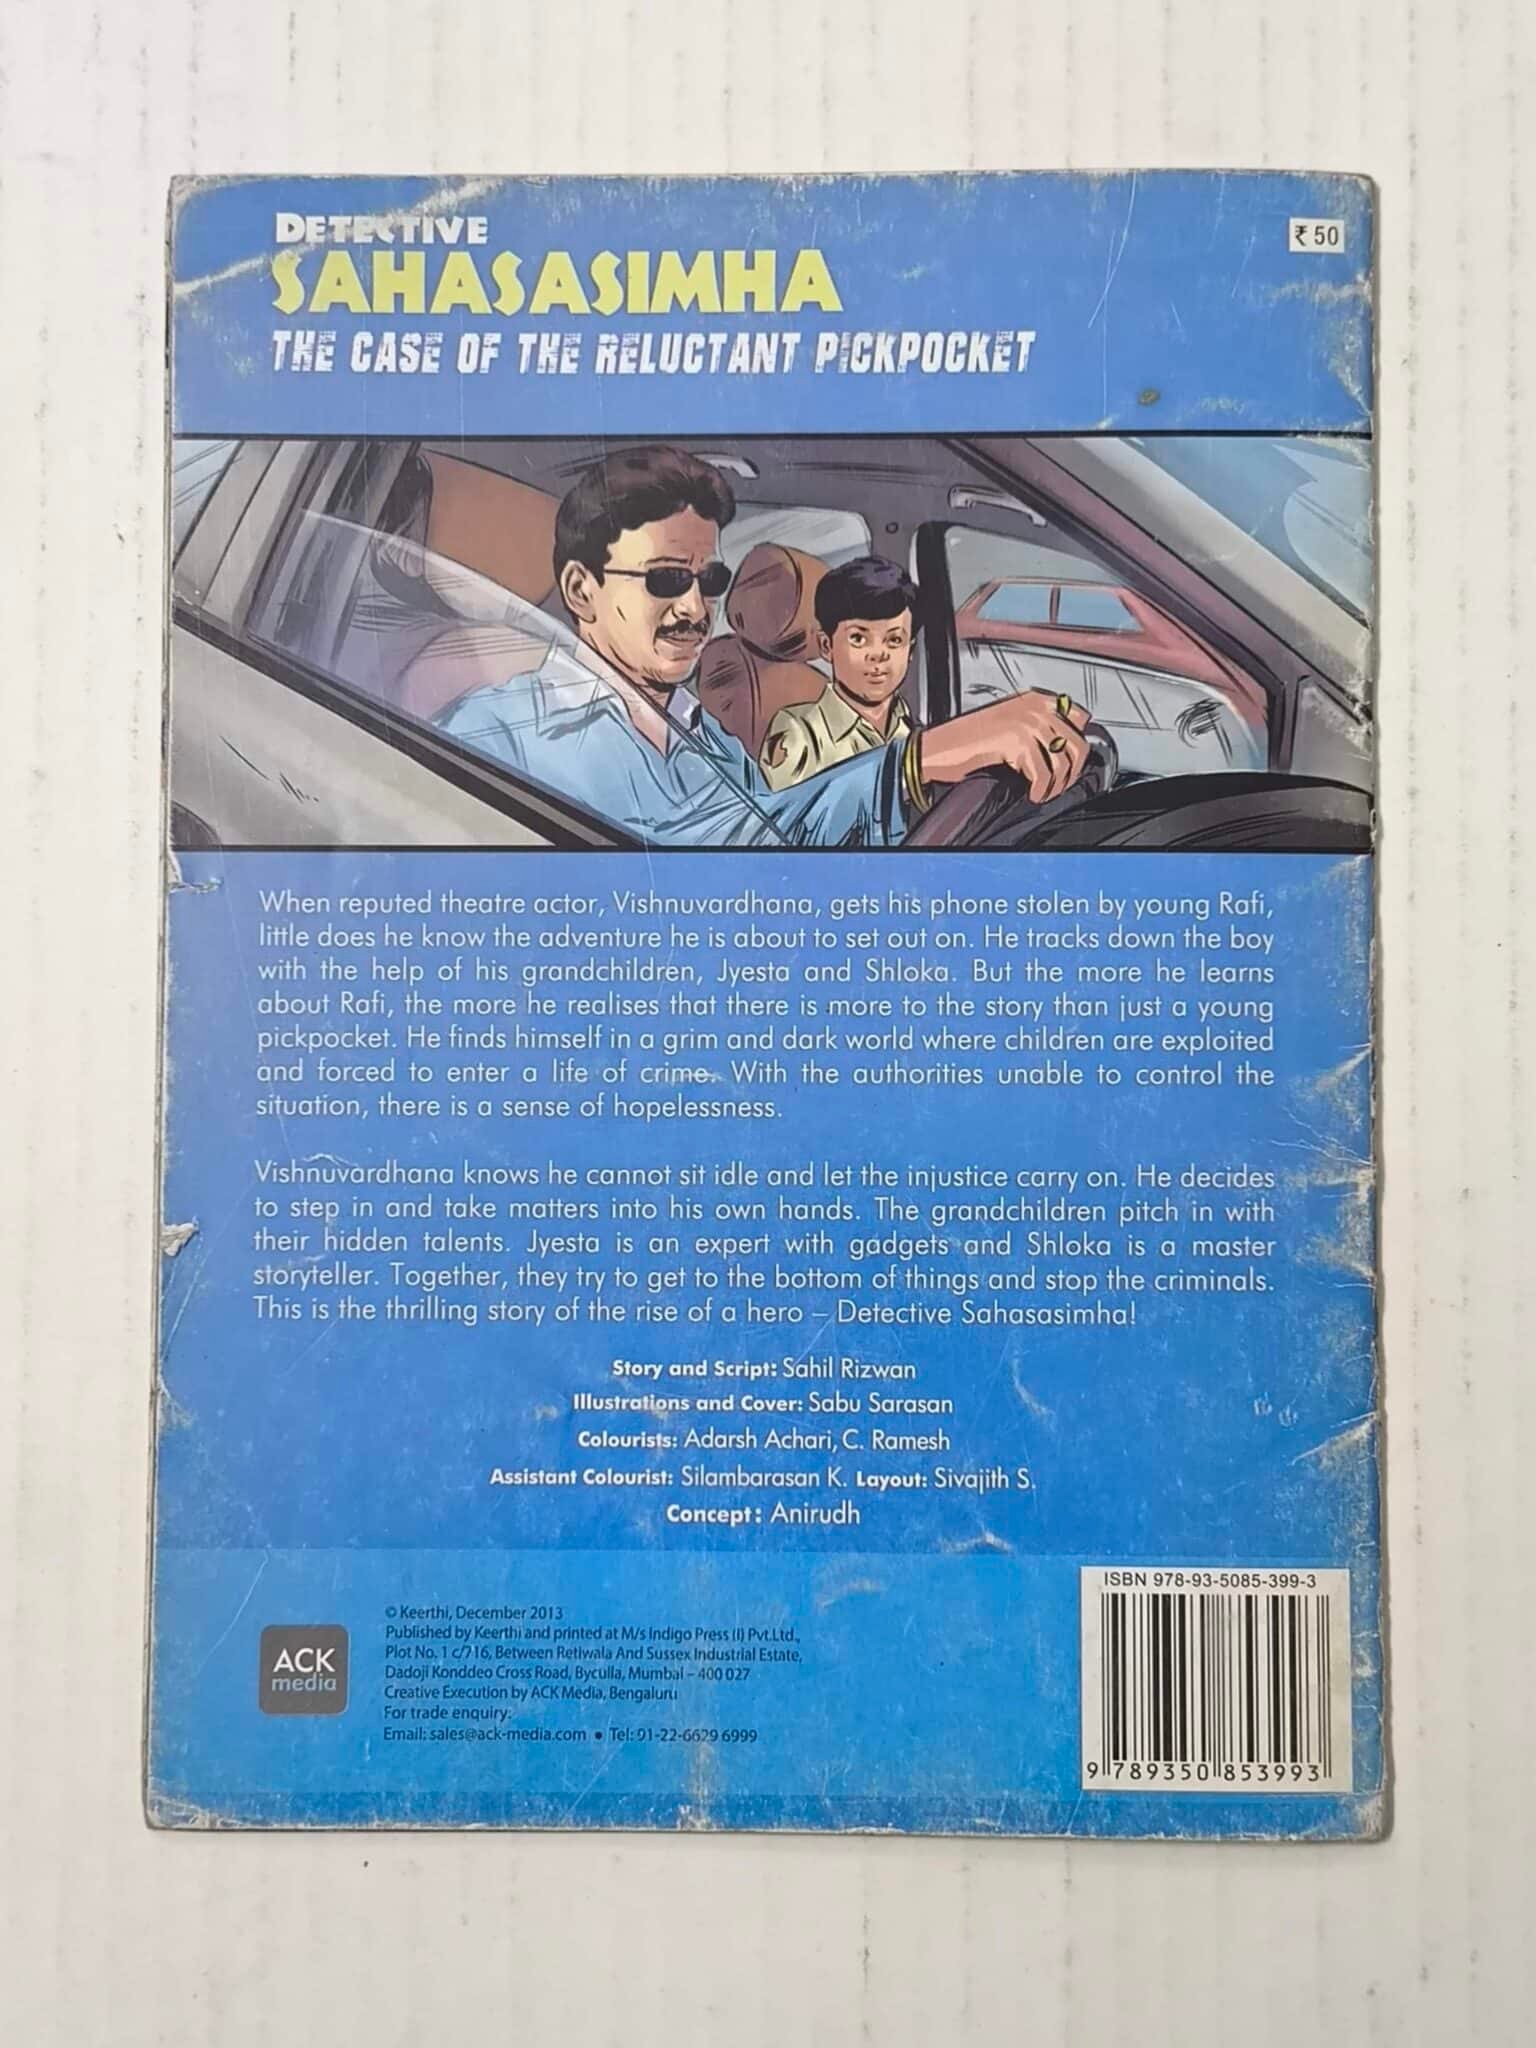 DETECTIVE
SAHASASIMHA
THE CASE OF THE RELUCTANT PICKPOCKET
₹ 50
When reputed theatre actor, Vishnuvardhana, gets his phone stolen by young Rafi,
little does he know the adventure he is about to set out on. He tracks down the boy
with the help of his grandchildren, Jyesta and Shloka. But the more he learns
about Rafi, the more he realises that there is more to the story than just a young
pickpocket. He finds himself in a grim and dark world where children are exploited
and forced to enter a life of crime. With the authorities unable to control the
situation, there is a sense of hopelessness.
Vishnuvardhana knows he cannot sit idle and let the injustice carry on. He decides
to step in and take matters into his own hands. The grandchildren pitch in with
their hidden talents. Jyesta is an expert with gadgets and Shloka is a master
storyteller. Together, they try to get to the bottom of things and stop the criminals.
This is the thrilling story of the rise of a hero – Detective Sahasasimha!
Story and Script: Sahil Rizwan
Illustrations and Cover: Sabu Sarasan
Colourists: Adarsh Achari, C. Ramesh
Assistant Colourist: Silambarasan K. Layout: Sivajith S.
Concept: Anirudh
ACK
media
© Keerthi, December 2013
Published by Keerthi and printed at M/s Indigo Press (I) Pvt.Ltd.,
Plot No. 1 c/716, Between Retiwala And Sussex Industrial Estate,
Dadoji Konddeo Cross Road, Byculla, Mumbai – 400 027
Creative Execution by ACK Media, Bengaluru
For trade enquiry:
Email: sales@ack-media.com • Tel: 91-22-6629 6999
ISBN 978-93-5085-399-3
9 789350 853993